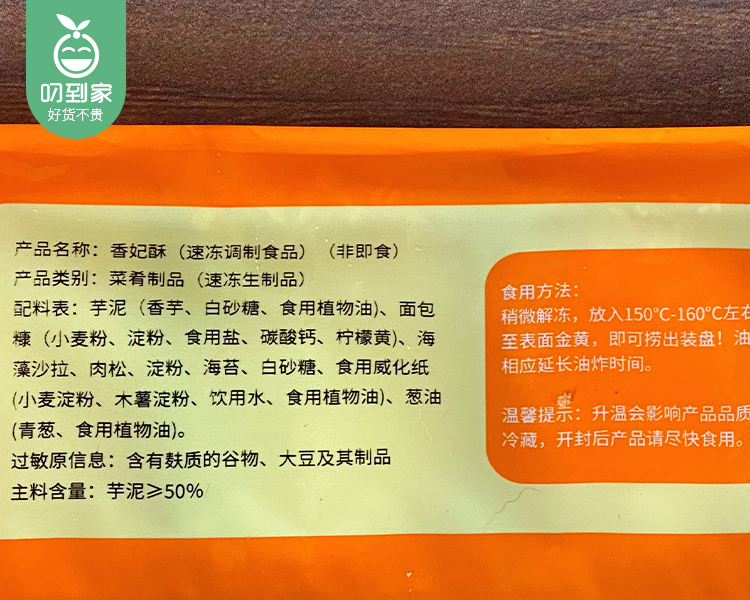 叨到家
好货不贵
产品名称：香妃酥（速冻调制食品）（非即食）
产品类别：菜肴制品（速冻生制品）
配料表：芋泥（香芋、白砂糖、食用植物油)、面包
糠（小麦粉、淀粉、食用盐、碳酸钙、柠檬黄)、海
藻沙拉、肉松、淀粉、海苔、白砂糖、食用威化纸
(小麦淀粉、木薯淀粉、饮用水、食用植物油)、葱油
(青葱、食用植物油)。
过敏原信息：含有麸质的谷物、大豆及其制品
主料含量：芋泥≥50%
食用方法：
稍微解冻，放入150℃-160℃左右
至表面金黄，即可捞出装盘！油
相应延长油炸时间。
温馨提示：升温会影响产品品质
冷藏，开封后产品请尽快食用。